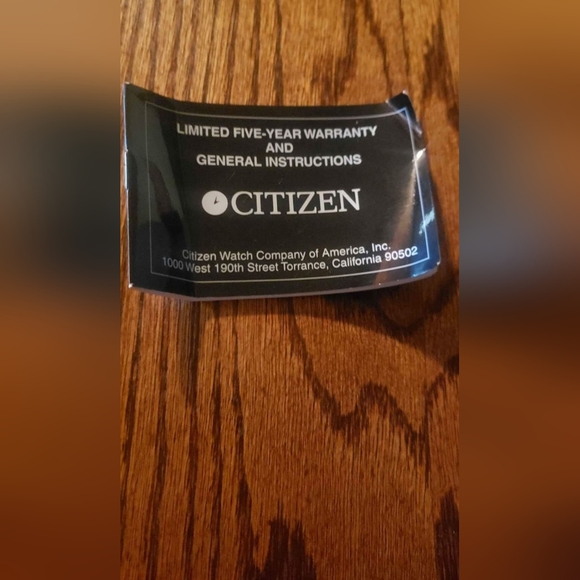 LIMITED FIVE-YEAR WARRANTY
AND
GENERAL INSTRUCTIONS
CITIZEN
Citizen Watch Company of America, Inc.
1000 West 190th Street Torrance, California 90502